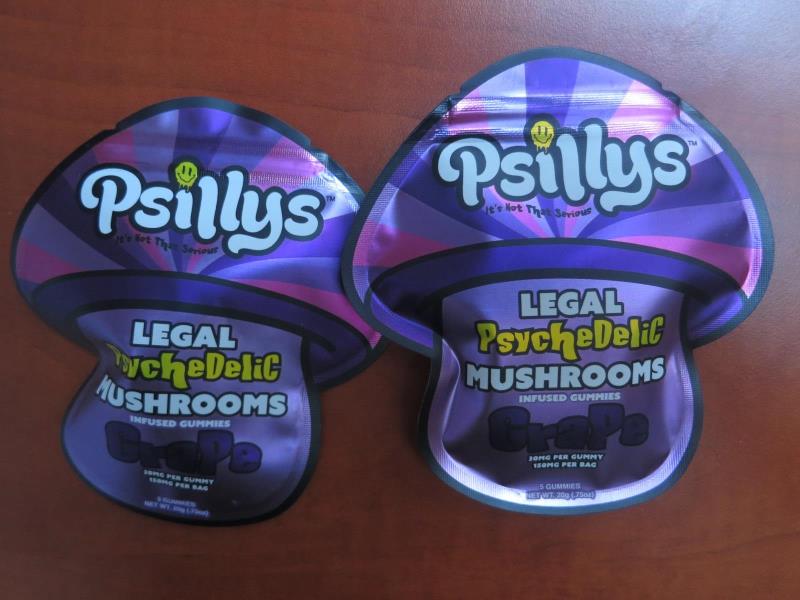 Psillys™
It's Not That Serious
LEGAL
PsycheDeliC
MUSHROOMS
INFUSED GUMMIES
GraPe
30MG PER GUMMY
150MG PER BAG
5 GUMMIES
NET WT. 20g (.75oz)
Psillys™
It's Not That Serious
LEGAL
PsycheDeliC
MUSHROOMS
INFUSED GUMMIES
GraPe
30MG PER GUMMY
150MG PER BAG
5 GUMMIES
NET WT. 20g (.75oz)